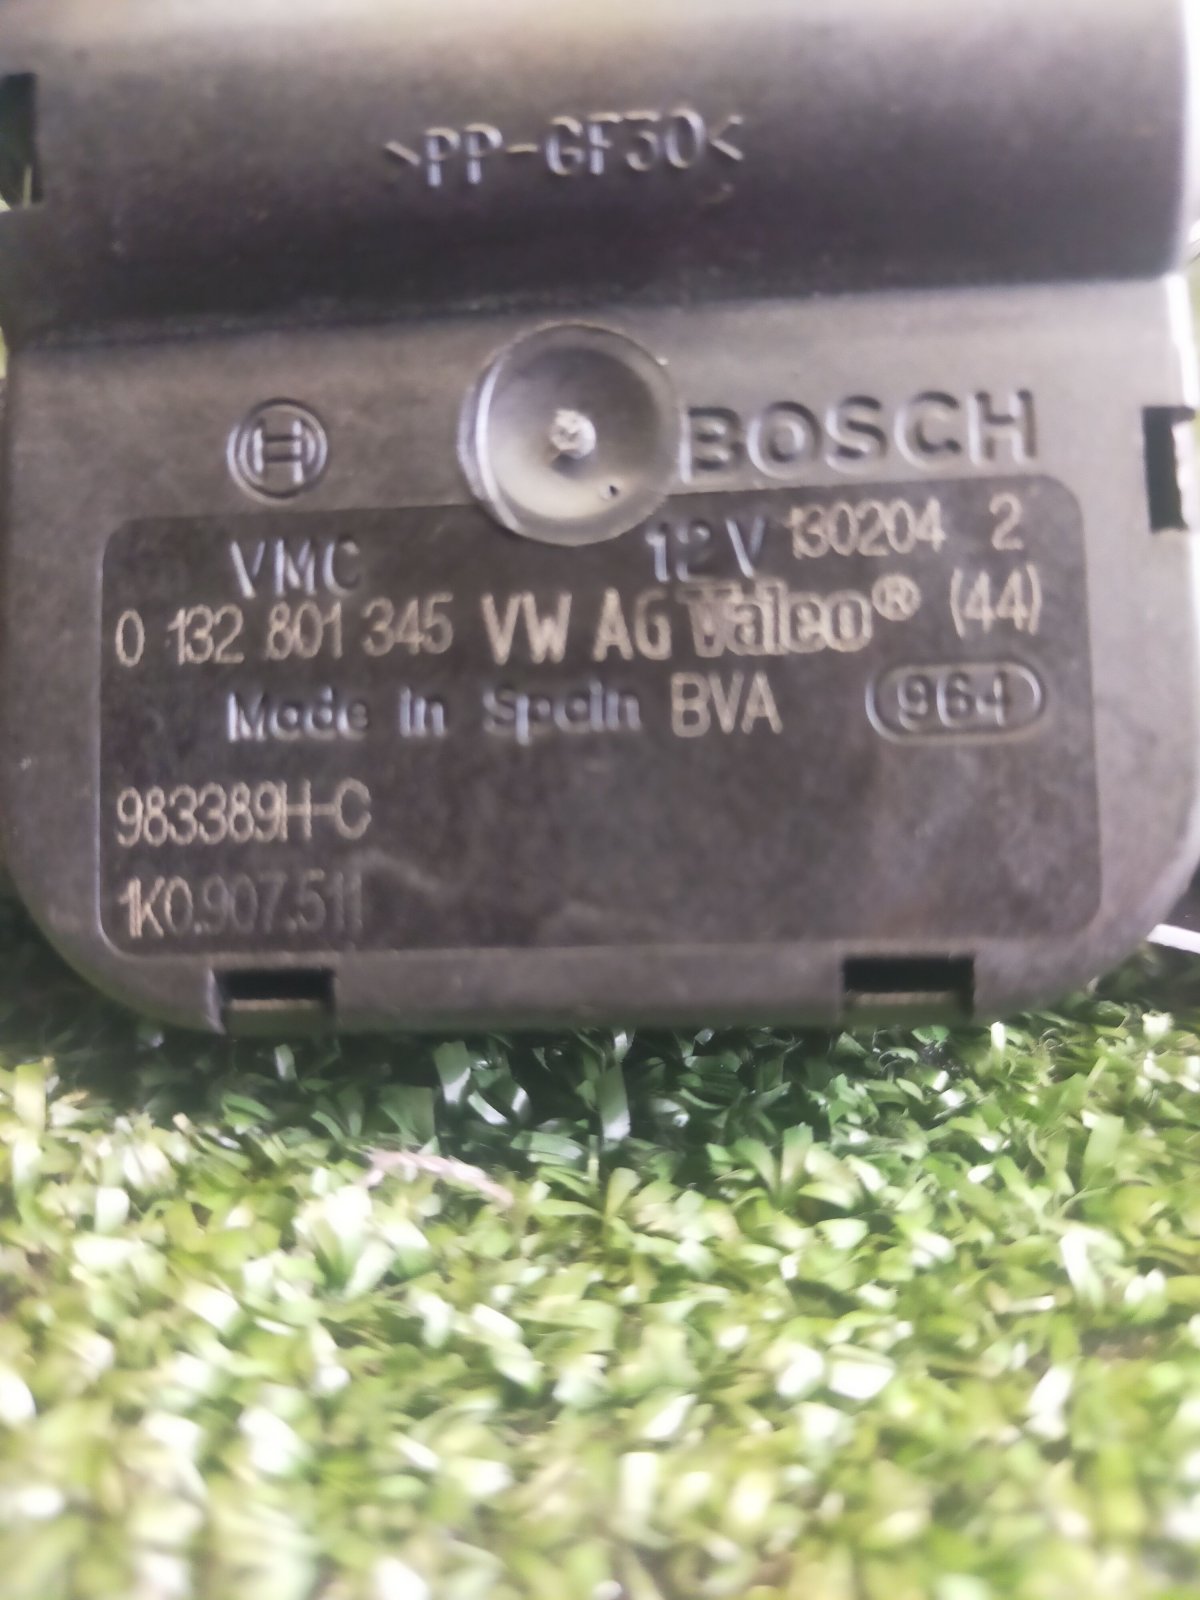 >PP-GF30<
BOSCH
VMC 12V 130204 2
0 132 801 345 VW AG Valeo® (44)
Made in Spain BVA 964
983389H-C
1K0.907.511